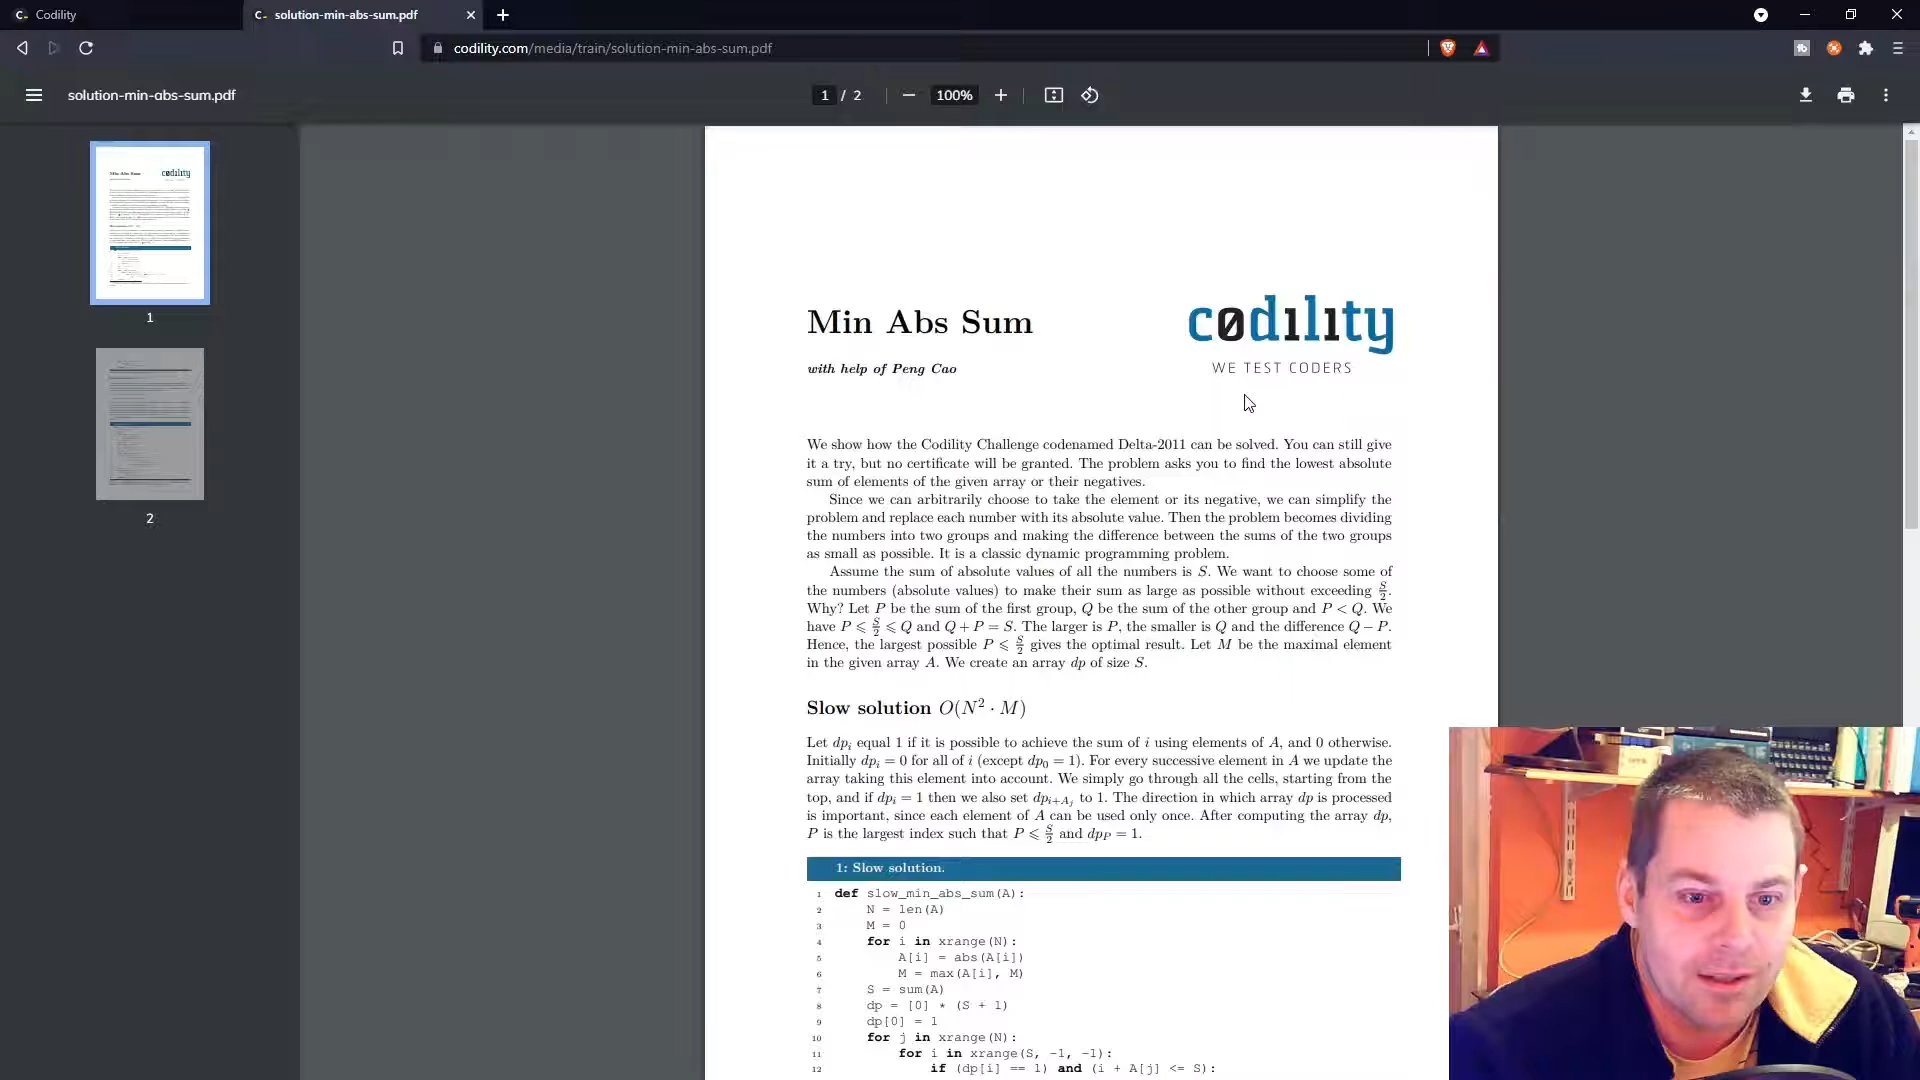 Codility
solution-min-abs-sum.pdf
codility.com/media/train/solution-min-abs-sum.pdf
solution-min-abs-sum.pdf
1 / 2
100%
1
2
Min Abs Sum
codility
WE TEST CODERS
with help of Peng Cao
We show how the Codility Challenge codenamed Delta-2011 can be solved. You can still give
it a try, but no certificate will be granted. The problem asks you to find the lowest absolute
sum of elements of the given array or their negatives.
Since we can arbitrarily choose to take the element or its negative, we can simplify the
problem and replace each number with its absolute value. Then the problem becomes dividing
the numbers into two groups and making the difference between the sums of the two groups
as small as possible. It is a classic dynamic programming problem.
Assume the sum of absolute values of all the numbers is S. We want to choose some of
the numbers (absolute values) to make their sum as large as possible without exceeding S/2.
Why? Let P be the sum of the first group, Q be the sum of the other group and P < Q. We
have P ⩽ S/2 ⩽ Q and Q + P = S. The larger is P, the smaller is Q and the difference Q − P.
Hence, the largest possible P ⩽ S/2 gives the optimal result. Let M be the maximal element
in the given array A. We create an array dp of size S.
Slow solution O(N² · M)
Let dpᵢ equal 1 if it is possible to achieve the sum of i using elements of A, and 0 otherwise.
Initially dpᵢ = 0 for all of i (except dp₀ = 1). For every successive element in A we update the
array taking this element into account. We simply go through all the cells, starting from the
top, and if dpᵢ = 1 then we also set dp_{i+A_j} to 1. The direction in which array dp is processed
is important, since each element of A can be used only once. After computing the array dp,
P is the largest index such that P ⩽ S/2 and dp_P = 1.
1: Slow solution.
1 def slow_min_abs_sum(A):
2 N = len(A)
3 M = 0
4 for i in xrange(N):
5 A[i] = abs(A[i])
6 M = max(A[i], M)
7 S = sum(A)
8 dp = [0] * (S + 1)
9 dp[0] = 1
10 for j in xrange(N):
11 for i in xrange(S, -1, -1):
12 if (dp[i] == 1) and (i + A[j] <= S):